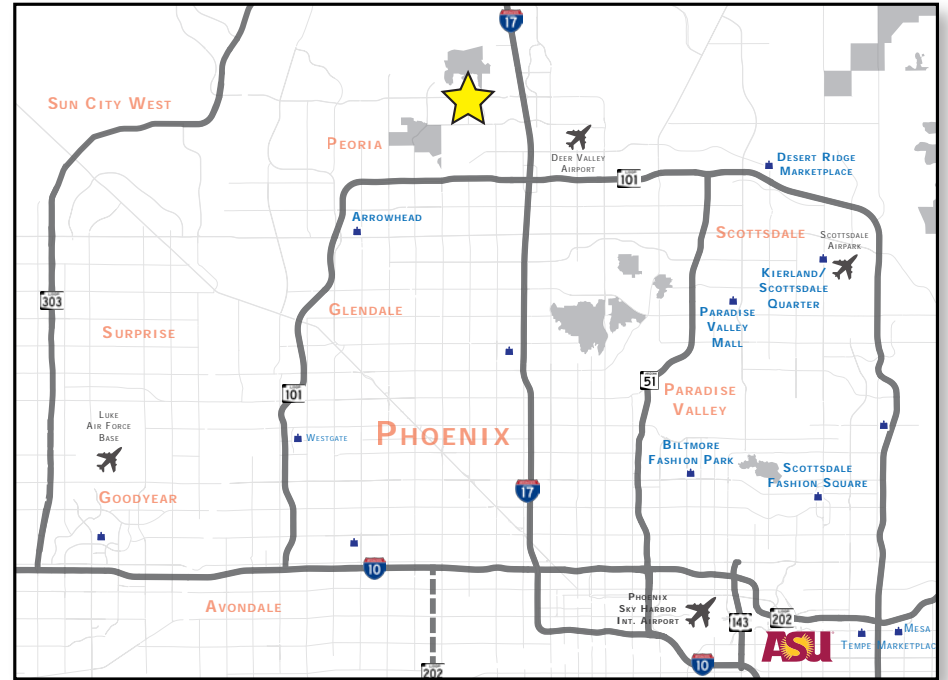 17
Sun City West
Peoria
Deer Valley
Airport
Desert Ridge
Marketplace
101
Arrowhead
Scottsdale
Scottsdale
Airpark
Kierland/
Scottsdale
Quarter
303
Glendale
Paradise
Valley
Mall
Surprise
51
Paradise
Valley
101
Luke
Air Force
Base
Westgate
Phoenix
Biltmore
Fashion Park
Scottsdale
Fashion Square
Goodyear
17
10
Avondale
Phoenix
Sky Harbor
Int. Airport
143
202
Mesa
ASU
Tempe Marketplac
10
202